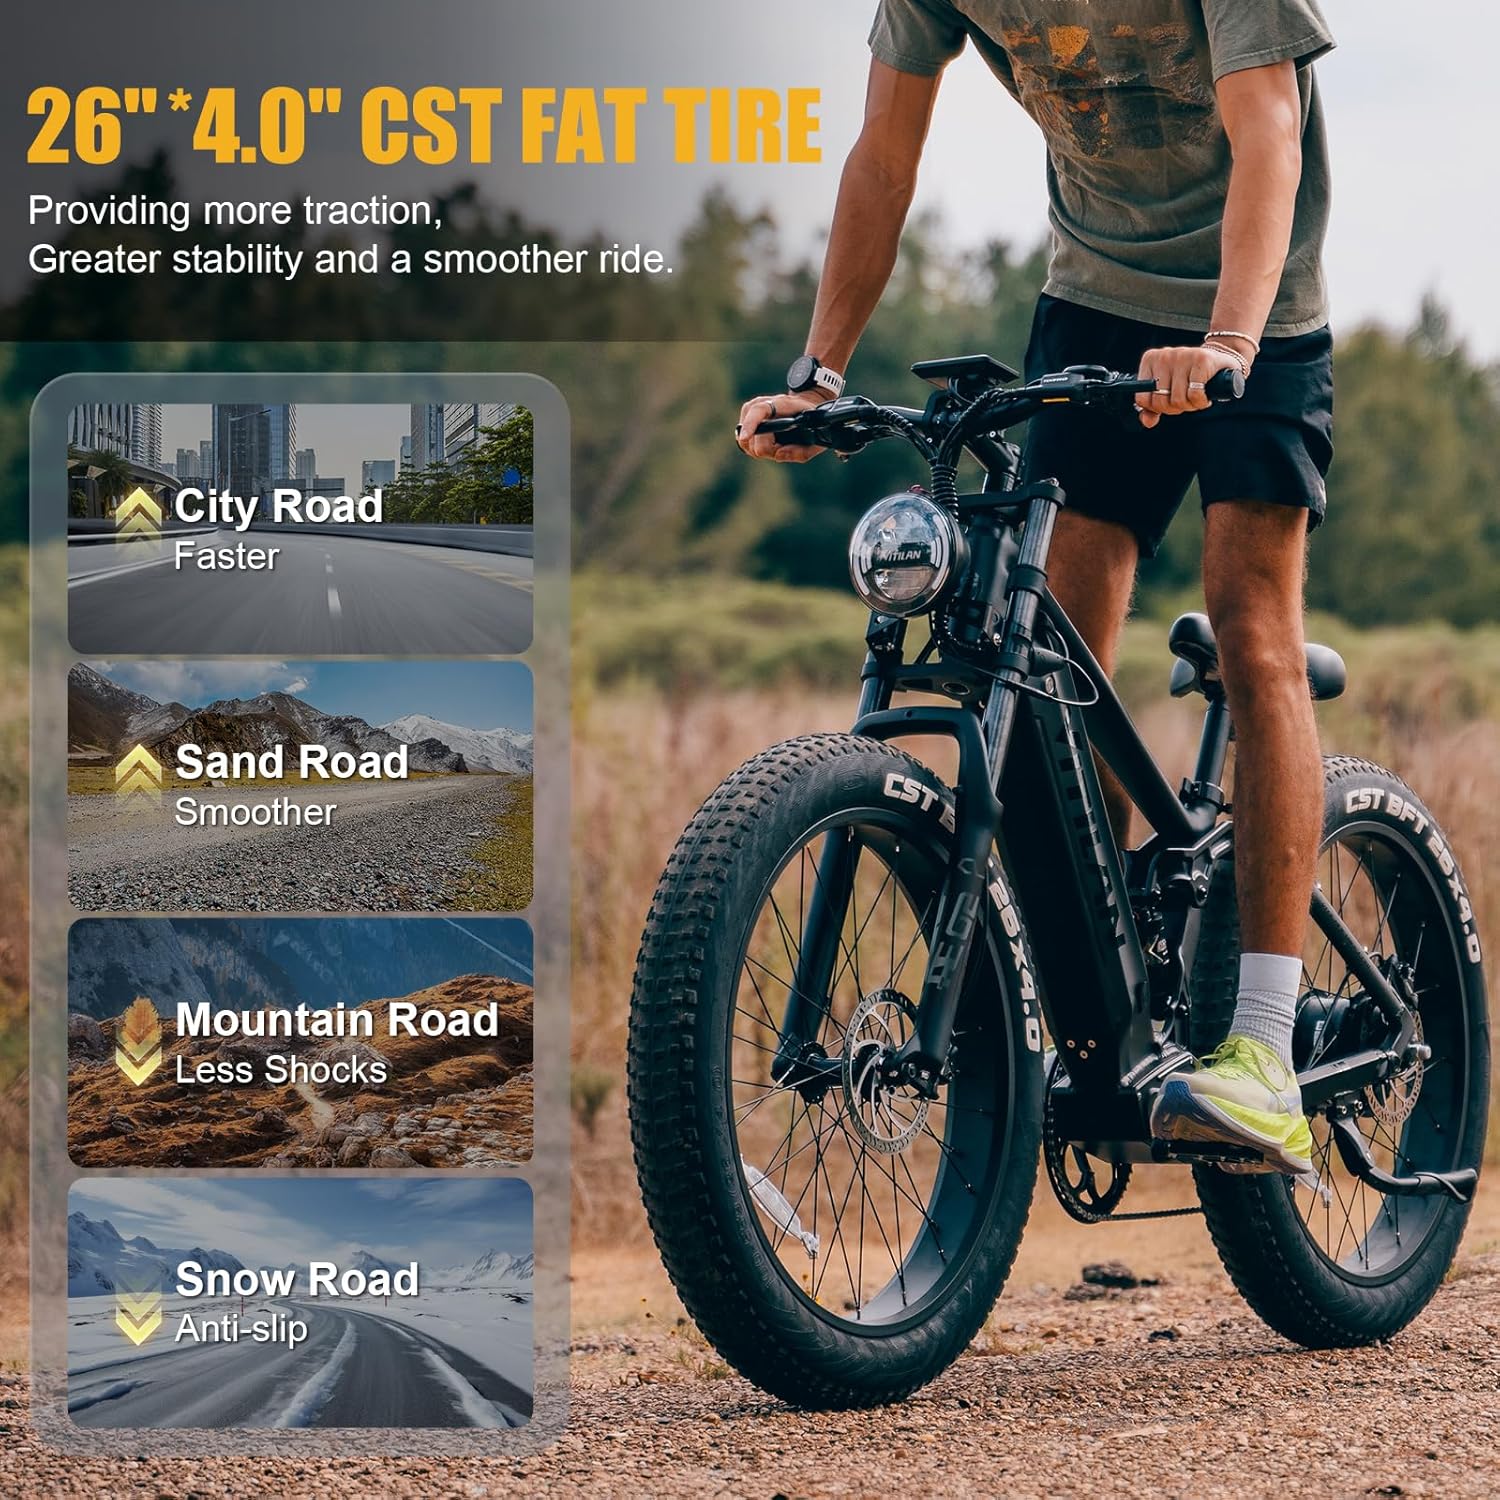 26"*4.0" CST FAT TIRE
Providing more traction,
Greater stability and a smoother ride.
City Road
Faster
Sand Road
Smoother
Mountain Road
Less Shocks
Snow Road
Anti-slip
VITILAN
VITILAN
CST B
26X4.0
CST BFT 26X4.0